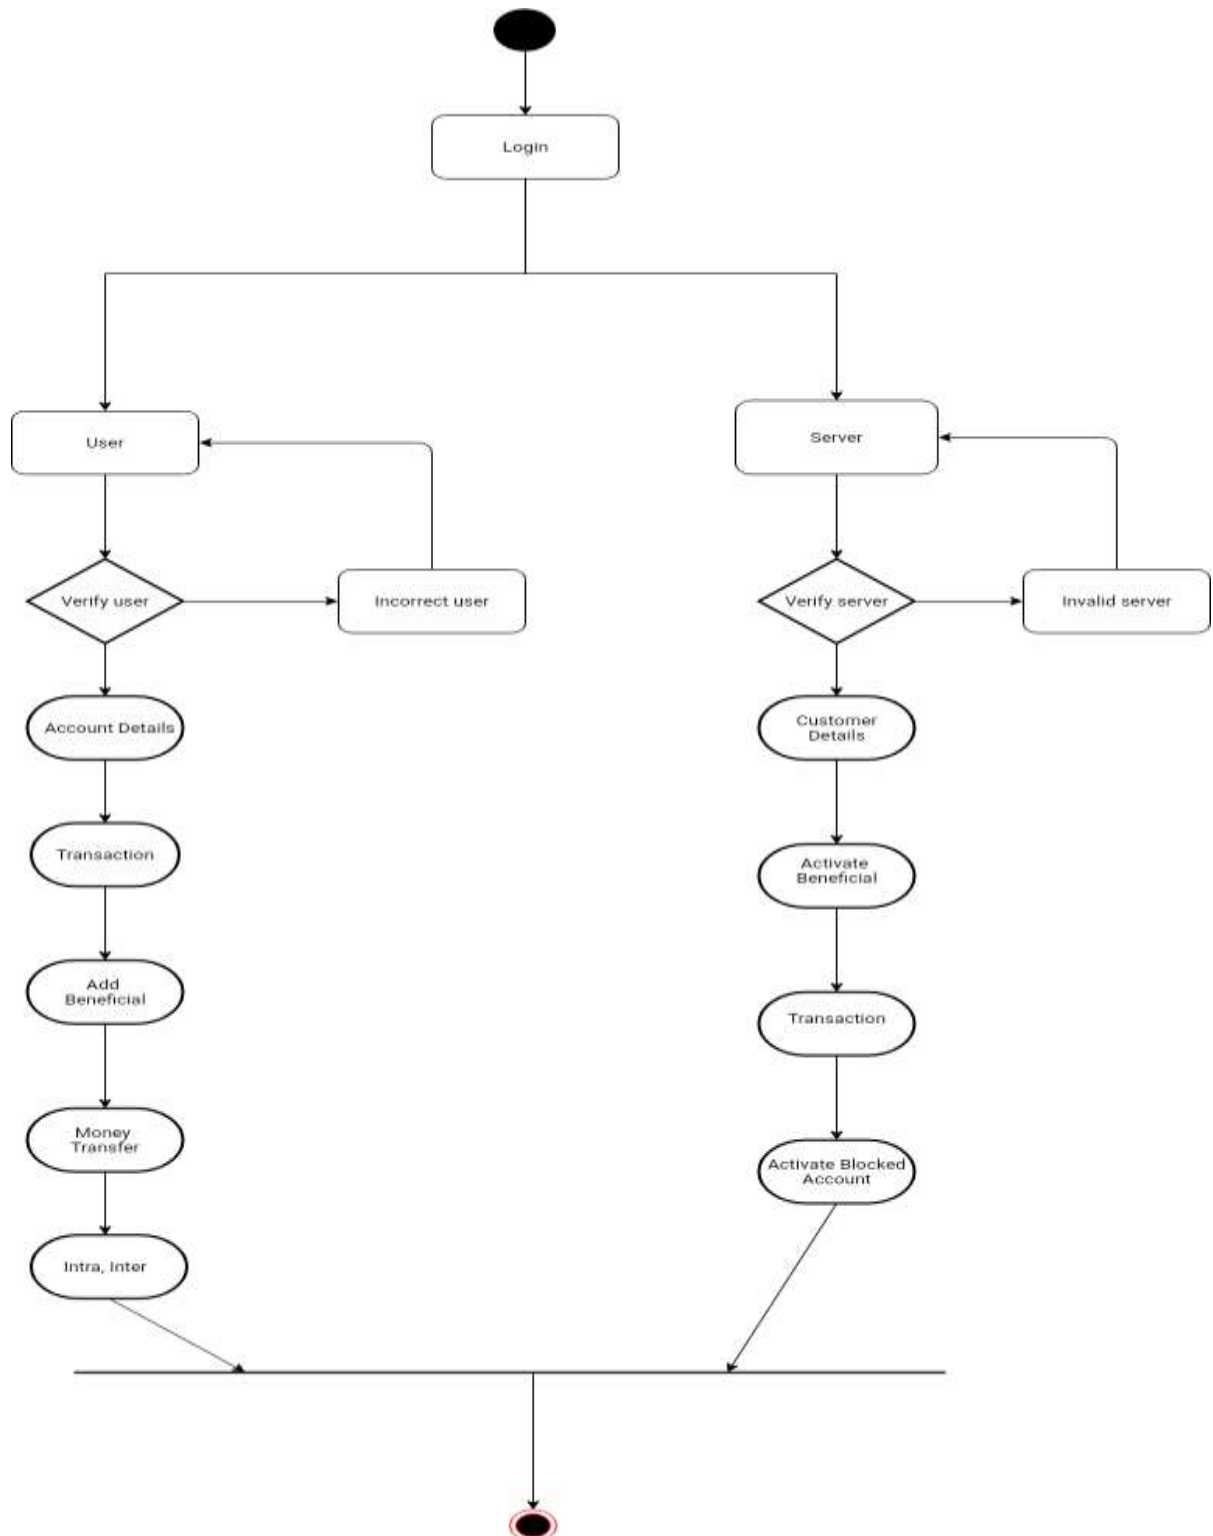 Login
User
Server
Verify user
Incorrect user
Verify server
Invalid server
Account Details
Customer
Details
Transaction
Activate
Beneficial
Add
Beneficial
Transaction
Money
Transfer
Activate Blocked
Account
Intra, Inter